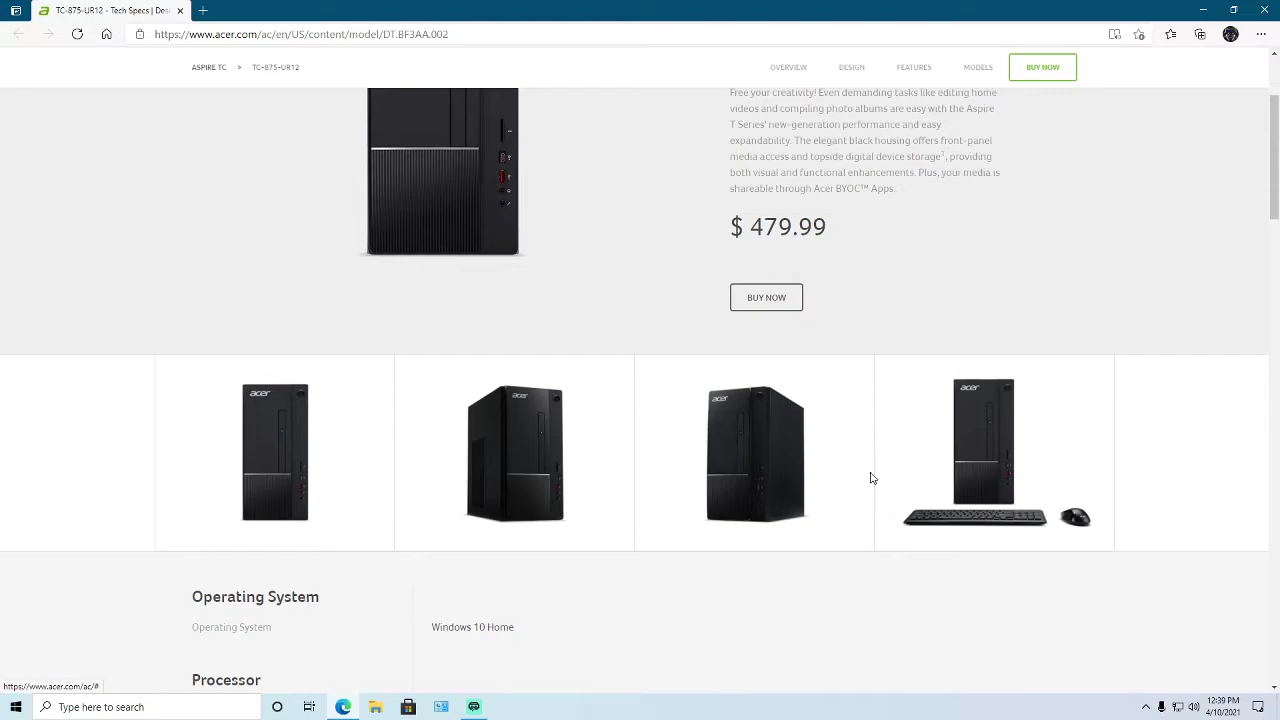 TC-875-UR12 - Tech Specs | Des
https://www.acer.com/ac/en/US/content/model/DT.BF3AA.002
ASPIRE TC > TC-875-UR12
OVERVIEW DESIGN FEATURES MODELS BUY NOW
Free your creativity! Even demanding tasks like editing home
videos and compiling photo albums are easy with the Aspire
T Series' new-generation performance and easy
expandability. The elegant black housing offers front-panel
media access and topside digital device storage¹, providing
both visual and functional enhancements. Plus, your media is
shareable through Acer BYOC™ Apps.
$ 479.99
BUY NOW
acer
acer
acer
acer
Operating System
Operating System Windows 10 Home
Processor
https://www.acer.com/ac/#
Type here to search
12:39 PM
4/10/2021